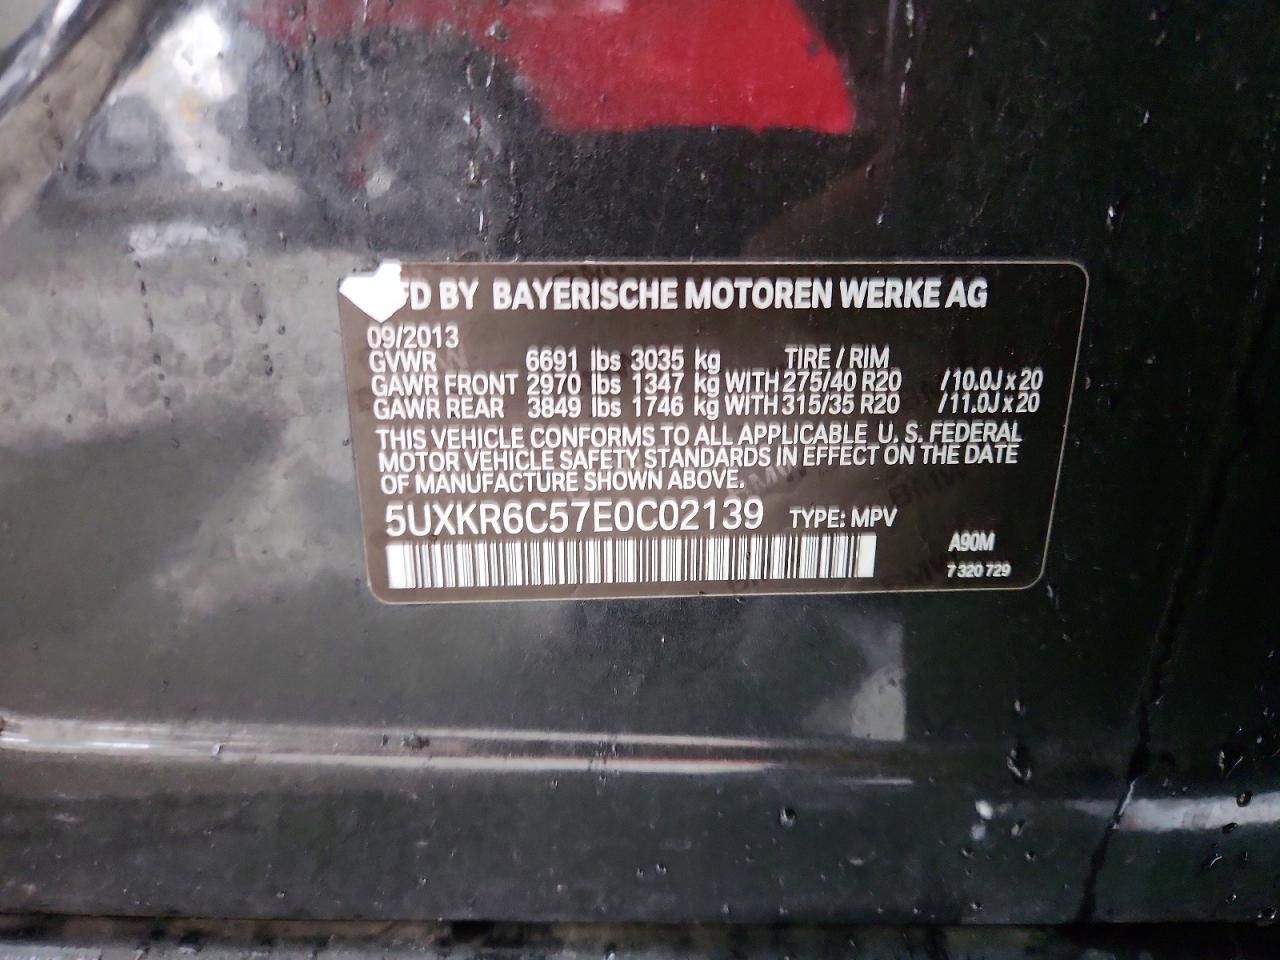 FD BY BAYERISCHE MOTOREN WERKE AG
09/2013
GVWR 6691 lbs 3035 kg TIRE / RIM
GAWR FRONT 2970 lbs 1347 kg WITH 275/40 R20 /10.0J x 20
GAWR REAR 3849 lbs 1746 kg WITH 315/35 R20 /11.0J x 20
THIS VEHICLE CONFORMS TO ALL APPLICABLE U. S. FEDERAL
MOTOR VEHICLE SAFETY STANDARDS IN EFFECT ON THE DATE
OF MANUFACTURE SHOWN ABOVE.
5UXKR6C57E0C02139 TYPE: MPV
A90M
7 320 729